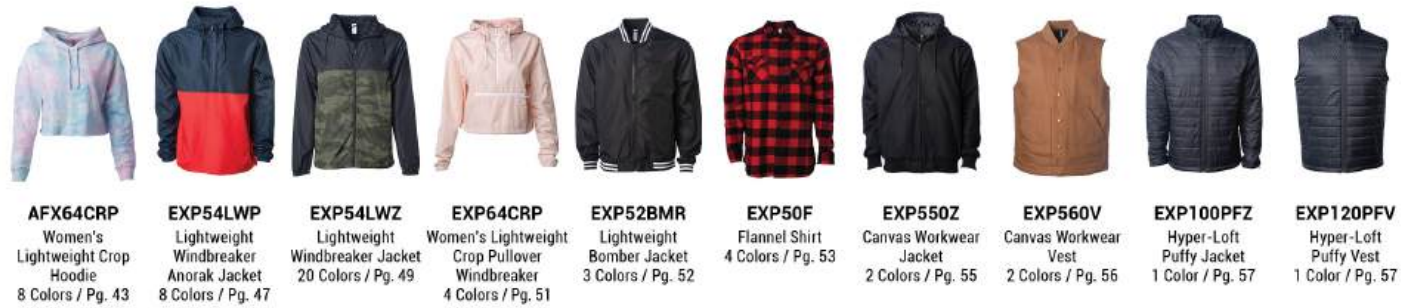 AFX64CRP
Women's
Lightweight Crop
Hoodie
8 Colors / Pg. 43
EXP54LWP
Lightweight
Windbreaker
Anorak Jacket
8 Colors / Pg. 47
EXP54LWZ
Lightweight
Windbreaker Jacket
20 Colors / Pg. 49
EXP64CRP
Women's Lightweight
Crop Pullover
Windbreaker
4 Colors / Pg. 51
EXP52BMR
Lightweight
Bomber Jacket
3 Colors / Pg. 52
EXP50F
Flannel Shirt
4 Colors / Pg. 53
EXP550Z
Canvas Workwear
Jacket
2 Colors / Pg. 55
EXP560V
Canvas Workwear
Vest
2 Colors / Pg. 56
EXP100PFZ
Hyper-Loft
Puffy Jacket
1 Color / Pg. 57
EXP120PFV
Hyper-Loft
Puffy Vest
1 Color / Pg. 57